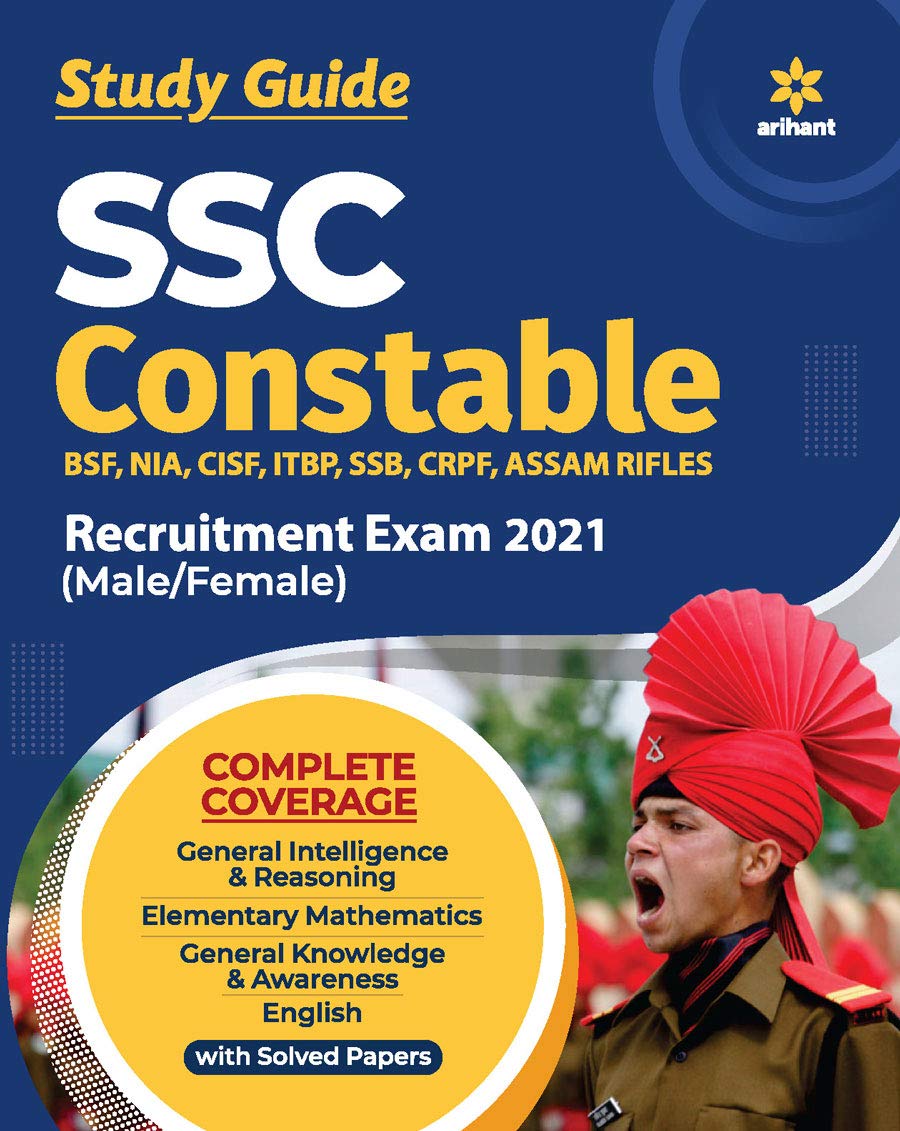 Study Guide
arihant
SSC
Constable
BSF, NIA, CISF, ITBP, SSB, CRPF, ASSAM RIFLES
Recruitment Exam 2021
(Male/Female)
COMPLETE
COVERAGE
General Intelligence
& Reasoning
Elementary Mathematics
General Knowledge
& Awareness
English
with Solved Papers